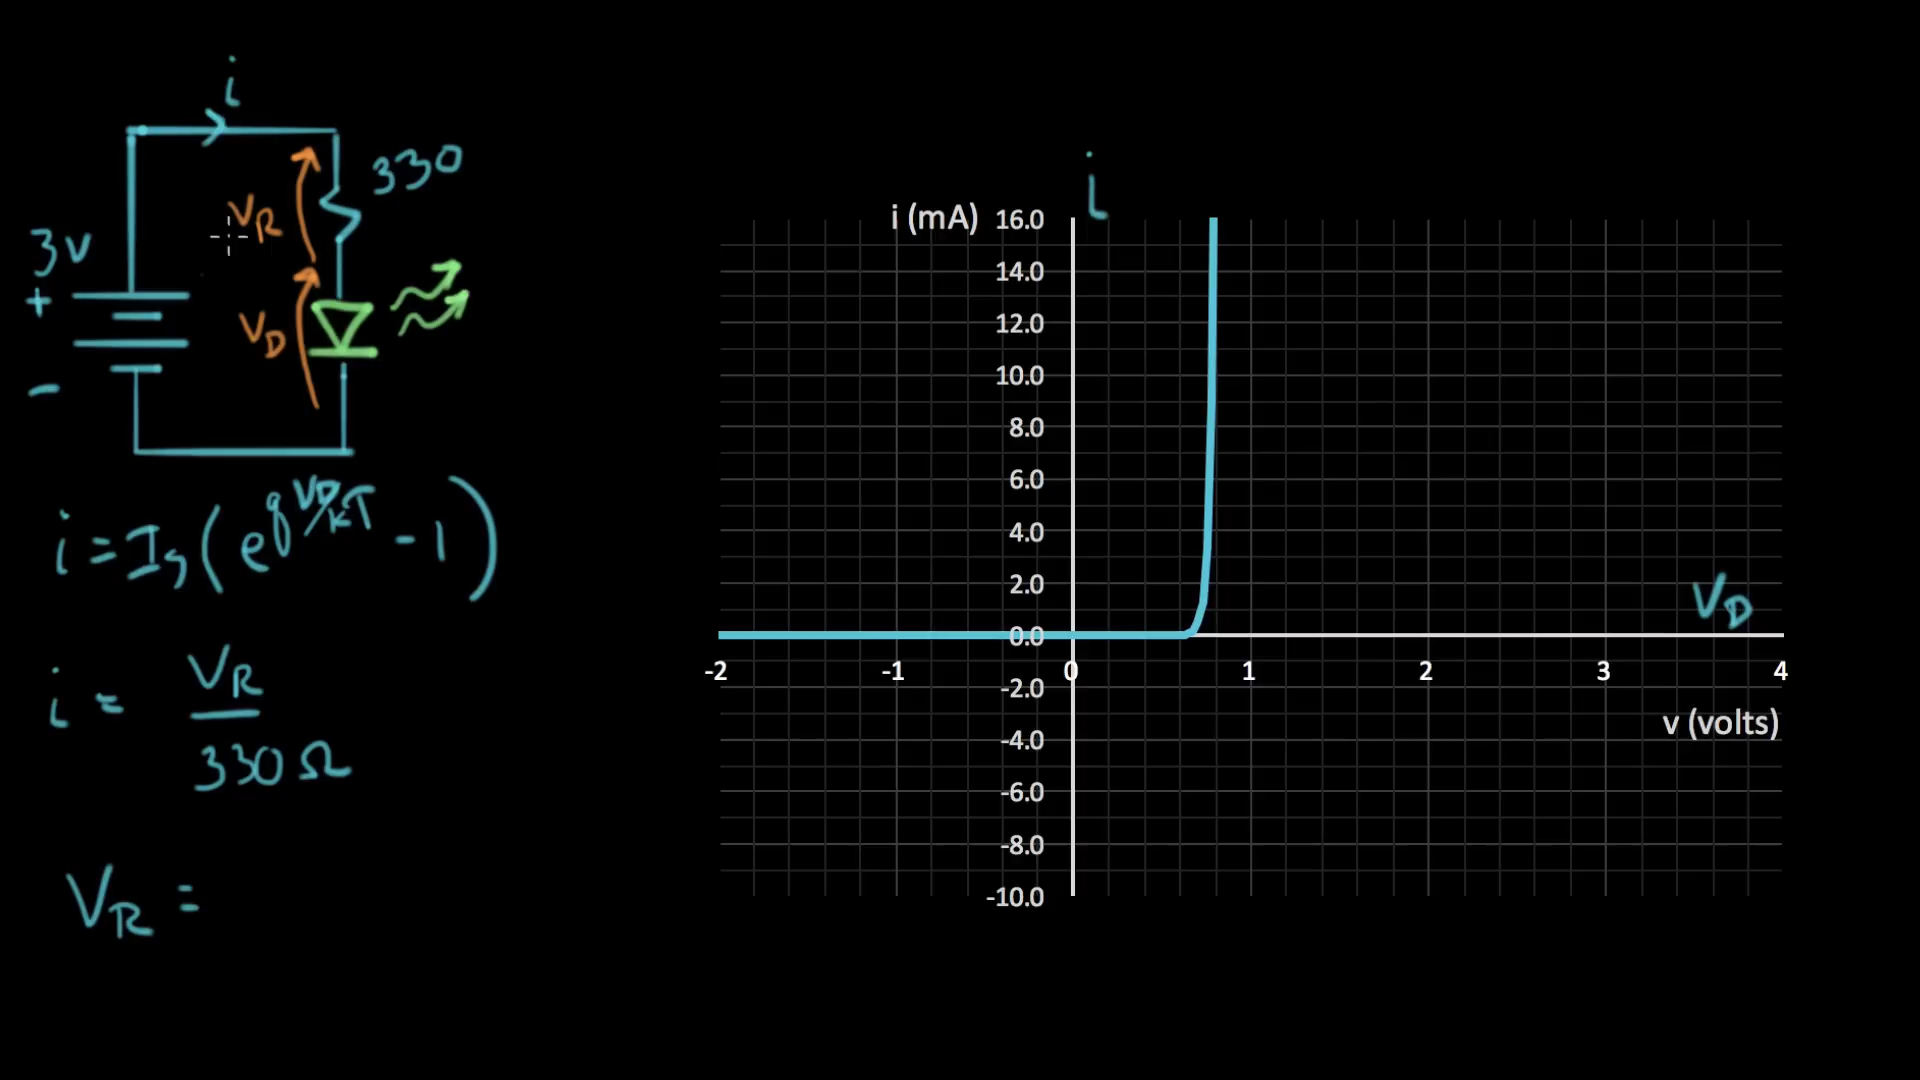 i
330
VR
3V
+
VD
-
i = Is(e^qVD/kT - 1)
i = VR
330 Ω
VR =
i
i (mA)
16.0
14.0
12.0
10.0
8.0
6.0
4.0
2.0
0.0
-2.0
-4.0
-6.0
-8.0
-10.0
-2 -1 0 1 2 3 4
VD
v (volts)